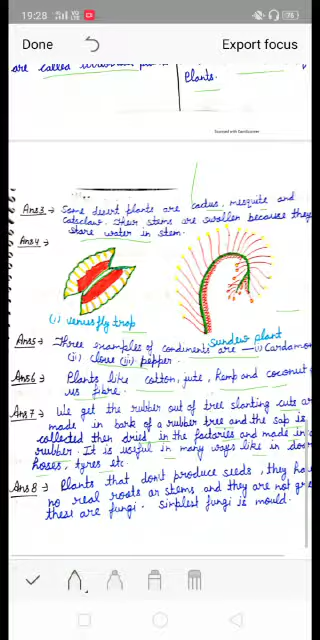 19:28
Done
Export focus
are called
Plants.
Scanned with CamScanner
Ans3 → Some desert plants are cactus, mesquite and
catsclaw. Their stems are swollen because they
store water in stem.
Ans4 →
(i) venus fly trap
Sundew plant
Ans5 → Three examples of condiments are — (i) Cardamom
(ii) clove (iii) pepper.
Ans6 → Plants like cotton, jute, hemp and coconut g
us fibre.
Ans7 → We get the rubber out of tree slanting cuts ar
made in bark of a rubber tree and the sap is
collected then dried in the factories and made in
rubber. It is useful in many ways like in door
hoses, tyres etc.
Ans8 → Plants that don't produce seeds, they ha
no real roots or stems and they are not gre
these are fungi. Simplest fungi is mould.